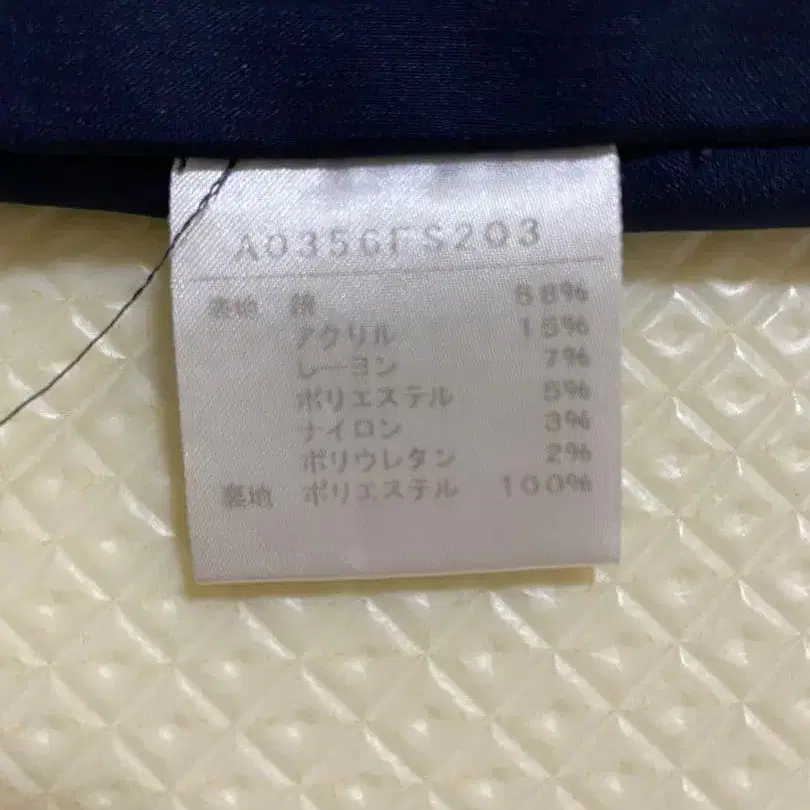 A0356FS203
表地 綿 68%
アクリル 15%
レーヨン 7%
ポリエステル 5%
ナイロン 3%
ポリウレタン 2%
裏地 ポリエステル 100%